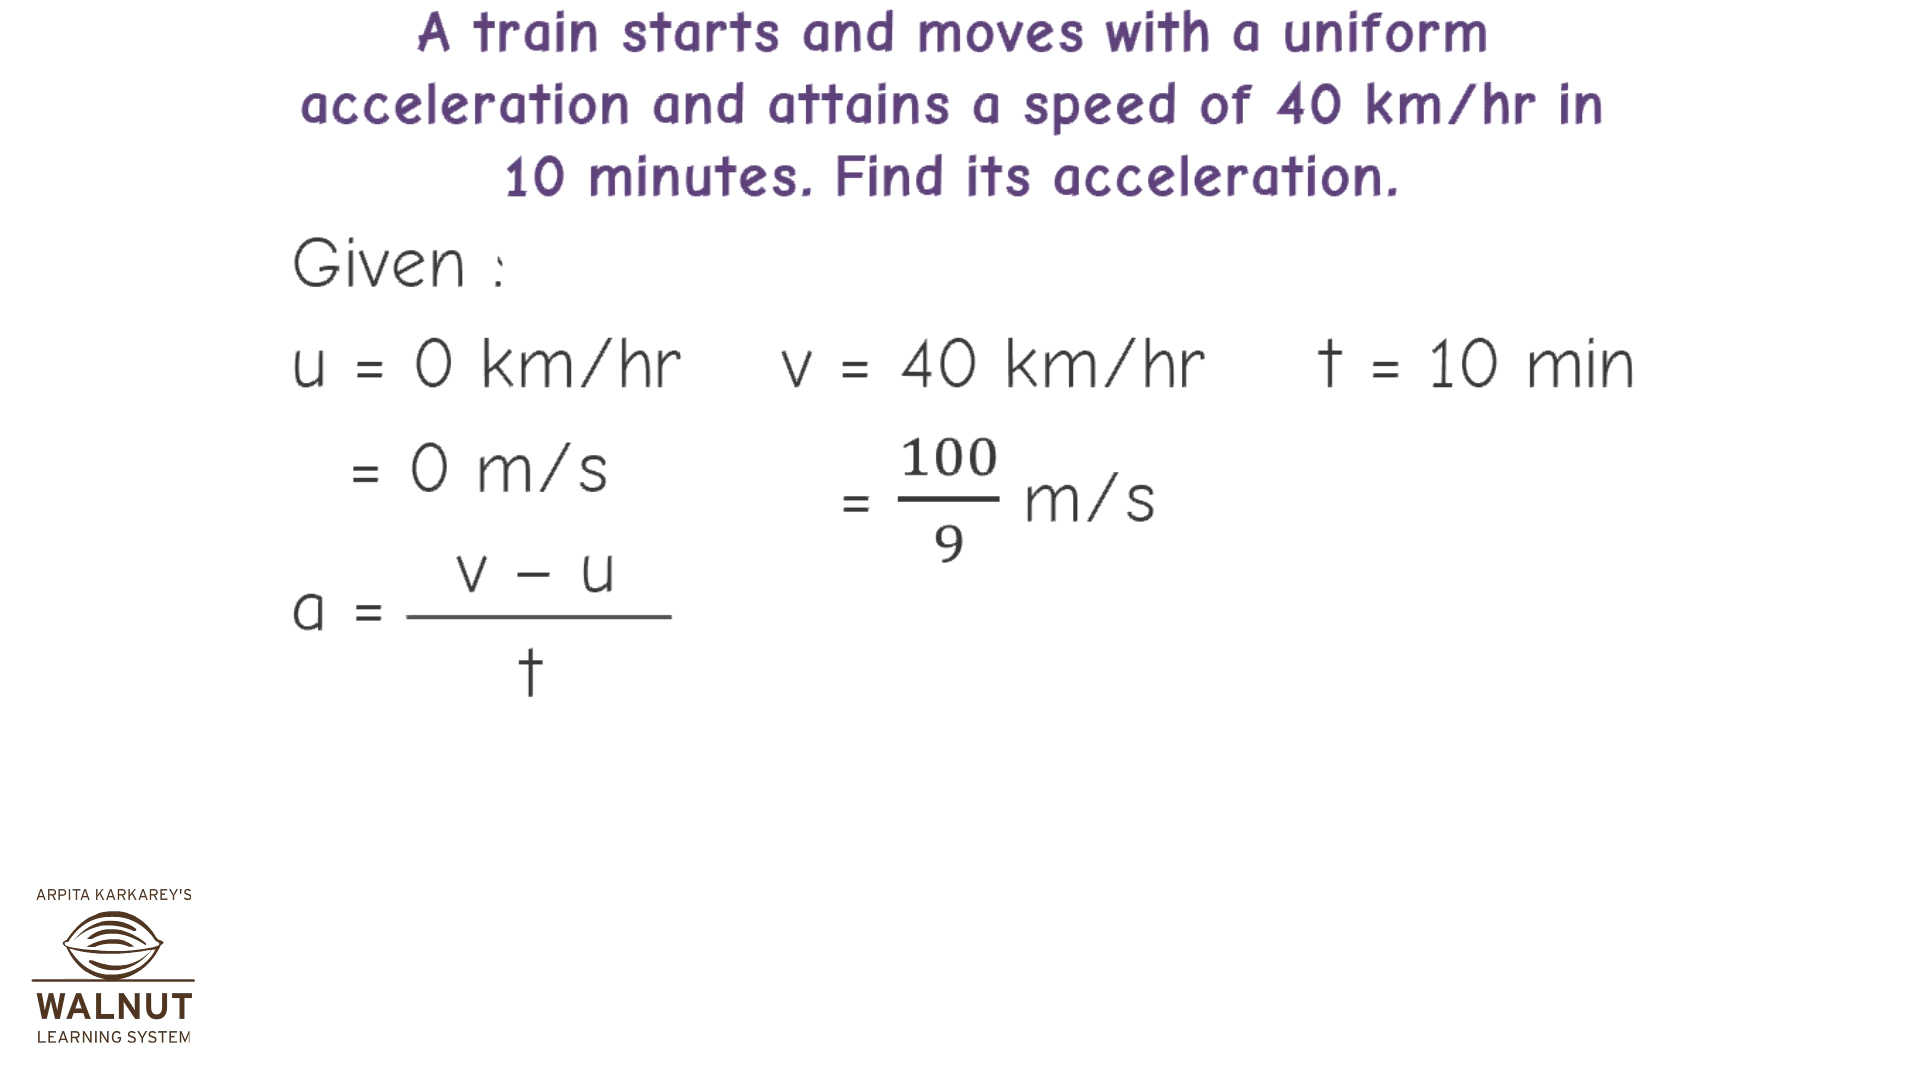 A train starts and moves with a uniform
acceleration and attains a speed of 40 km/hr in
10 minutes. Find its acceleration.
Given :
u = 0 km/hr v = 40 km/hr t = 10 min
= 0 m/s = 100/9 m/s
a = v – u / t
ARPITA KARKAREY'S
WALNUT
LEARNING SYSTEM